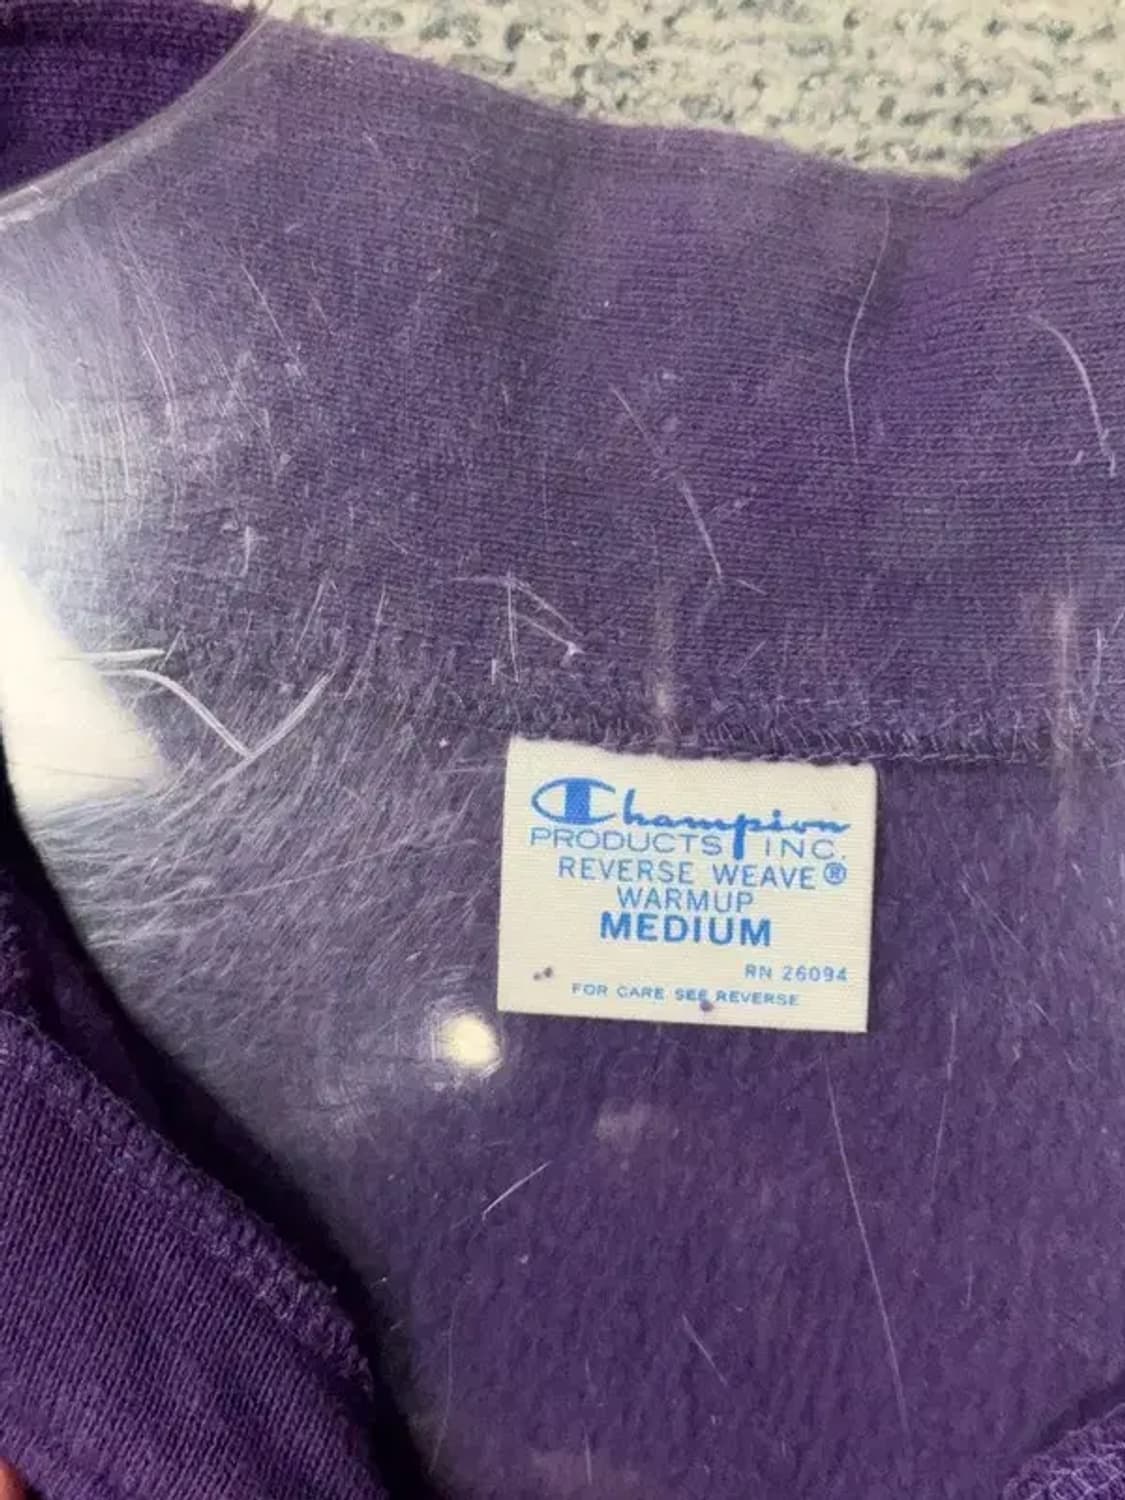 Champion
PRODUCTS INC.
REVERSE WEAVE®
WARMUP
MEDIUM
RN 26094
FOR CARE SEE REVERSE